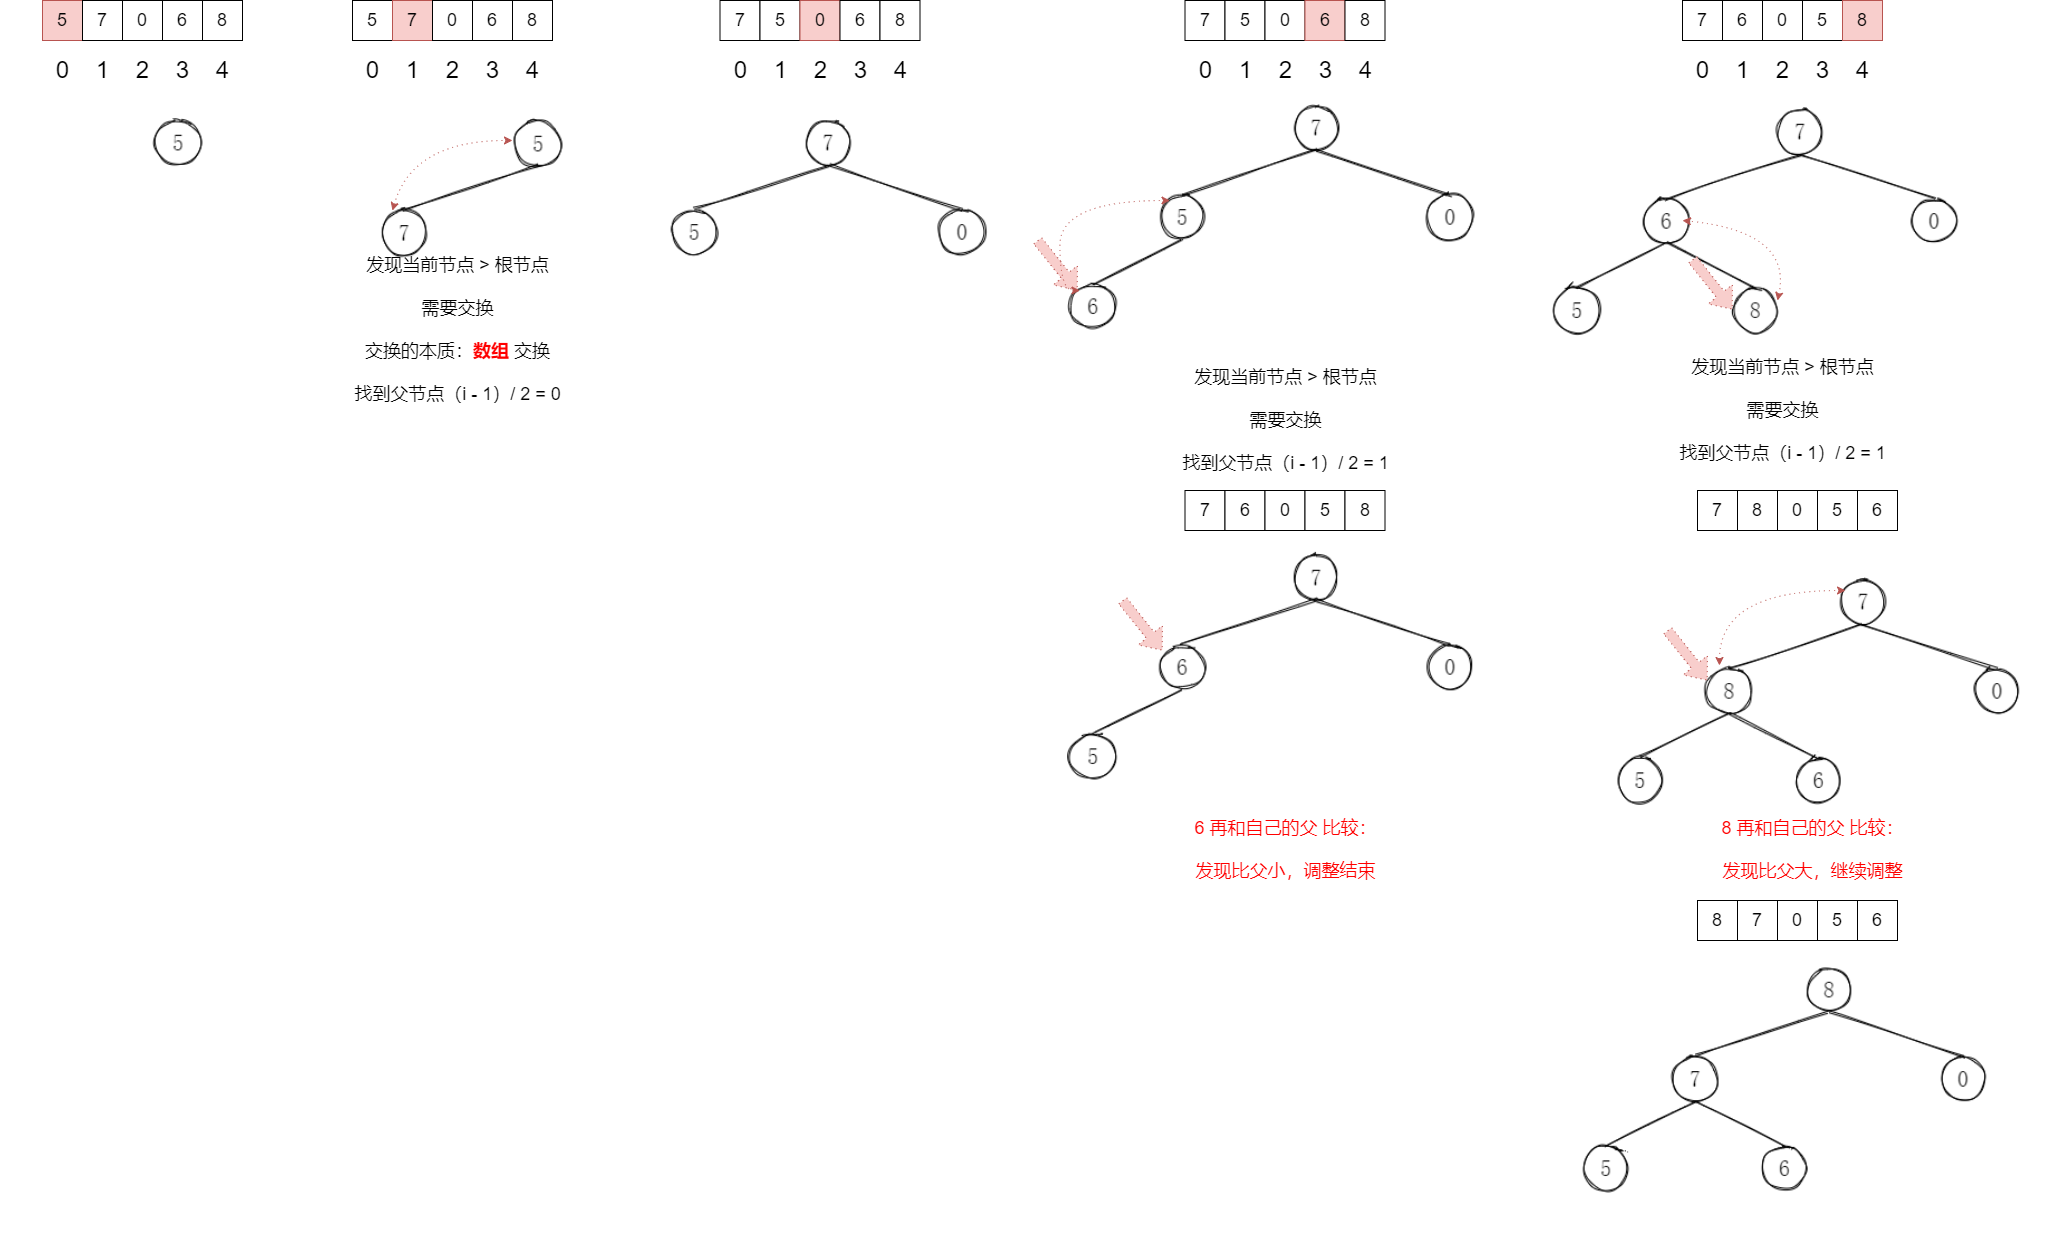 5 7 0 6 8
0 1 2 3 4
5
5 7 0 6 8
0 1 2 3 4
5
7
发现当前节点 > 根节点
需要交换
交换的本质：数组 交换
找到父节点（i - 1）/ 2 = 0
7 5 0 6 8
0 1 2 3 4
7
5 0
7 5 0 6 8
0 1 2 3 4
7
5 0
6
发现当前节点 > 根节点
需要交换
找到父节点（i - 1）/ 2 = 1
7 6 0 5 8
7
6 0
5
6 再和自己的父 比较：
发现比父小，调整结束
7 6 0 5 8
0 1 2 3 4
7
6 0
5 8
发现当前节点 > 根节点
需要交换
找到父节点（i - 1）/ 2 = 1
7 8 0 5 6
7
8 0
5 6
8 再和自己的父 比较：
发现比父大，继续调整
8 7 0 5 6
8
7 0
5 6